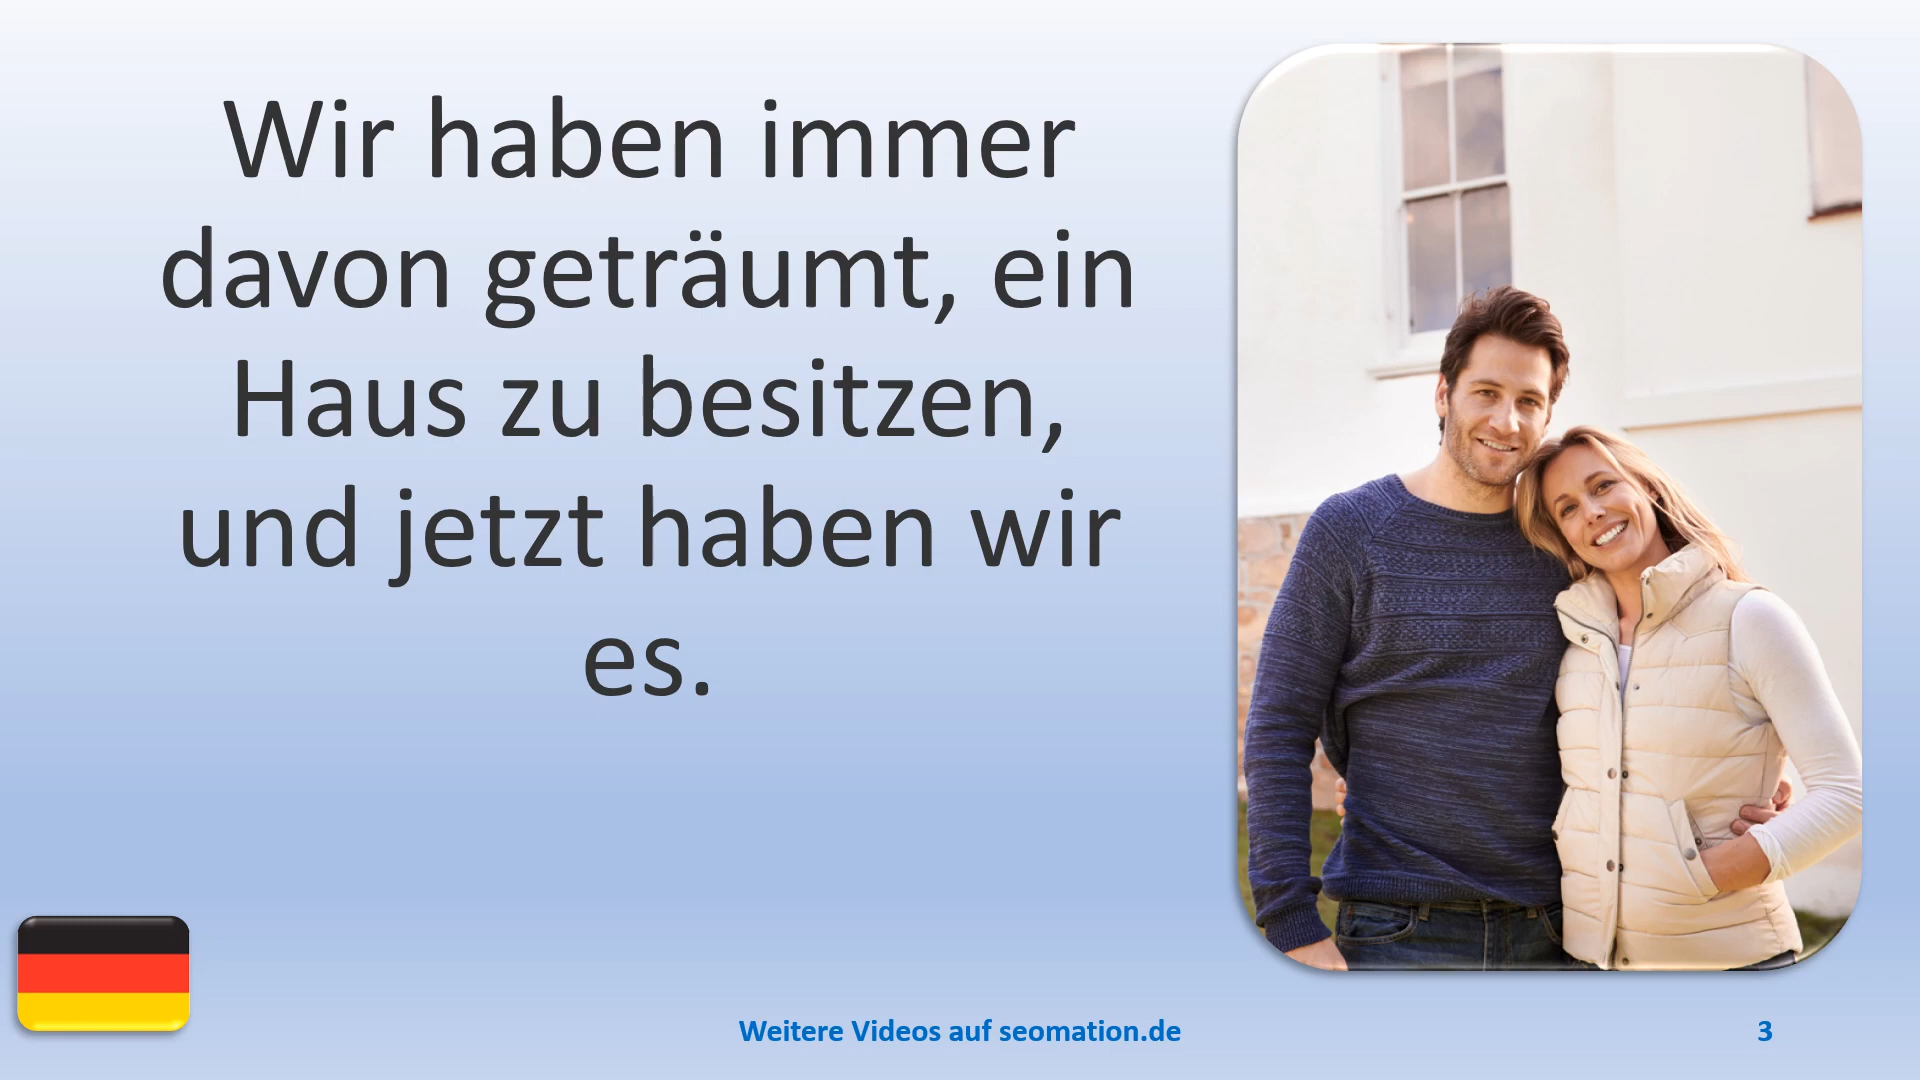 Wir haben immer
davon geträumt, ein
Haus zu besitzen,
und jetzt haben wir
es.
Weitere Videos auf seomation.de
3